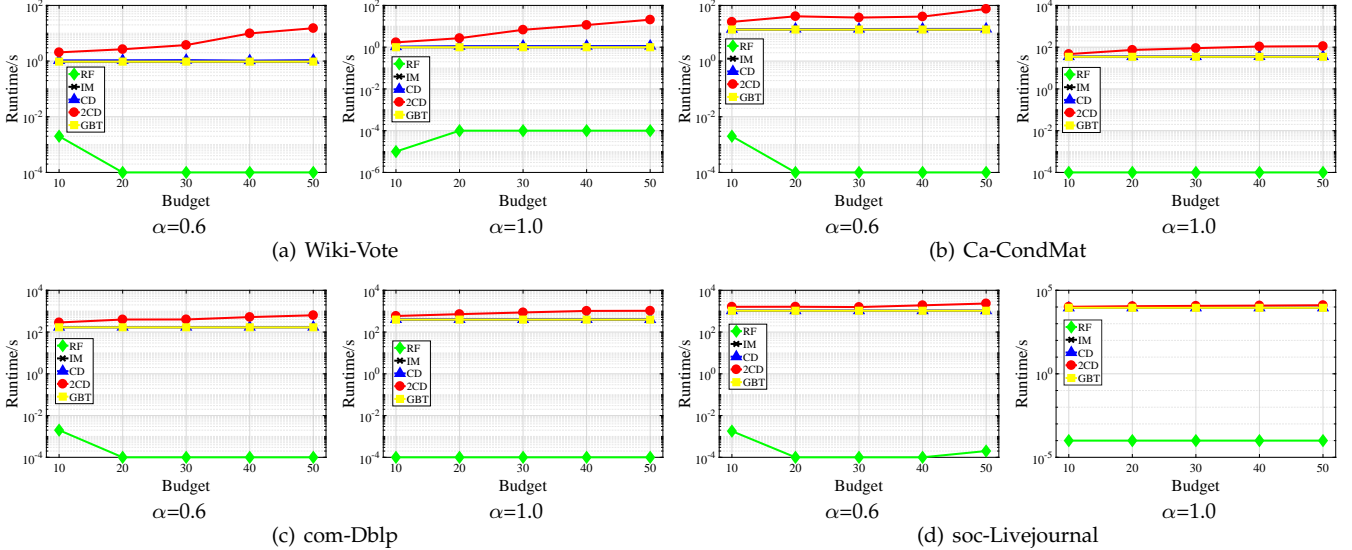 Runtime/s
10^2
10^0
10^-2
10^-4
RF
IM
CD
2CD
GBT
10 20 30 40 50
Budget
α=0.6
Runtime/s
10^2
10^0
10^-2
10^-4
10^-6
RF
IM
CD
2CD
GBT
10 20 30 40 50
Budget
α=1.0
(a) Wiki-Vote
Runtime/s
10^2
10^0
10^-2
10^-4
RF
IM
CD
2CD
GBT
10 20 30 40 50
Budget
α=0.6
Runtime/s
10^2
10^0
10^-2
10^-4
RF
IM
CD
2CD
GBT
10 20 30 40 50
Budget
α=1.0
(b) Ca-CondMat
Runtime/s
10^4
10^2
10^0
10^-2
10^-4
RF
IM
CD
2CD
GBT
10 20 30 40 50
Budget
α=0.6
Runtime/s
10^4
10^2
10^0
10^-2
10^-4
RF
IM
CD
2CD
GBT
10 20 30 40 50
Budget
α=1.0
(c) com-Dblp
Runtime/s
10^4
10^2
10^0
10^-2
10^-4
RF
IM
CD
2CD
GBT
10 20 30 40 50
Budget
α=0.6
Runtime/s
10^5
10^0
10^-5
RF
IM
CD
2CD
GBT
10 20 30 40 50
Budget
α=1.0
(d) soc-Livejournal